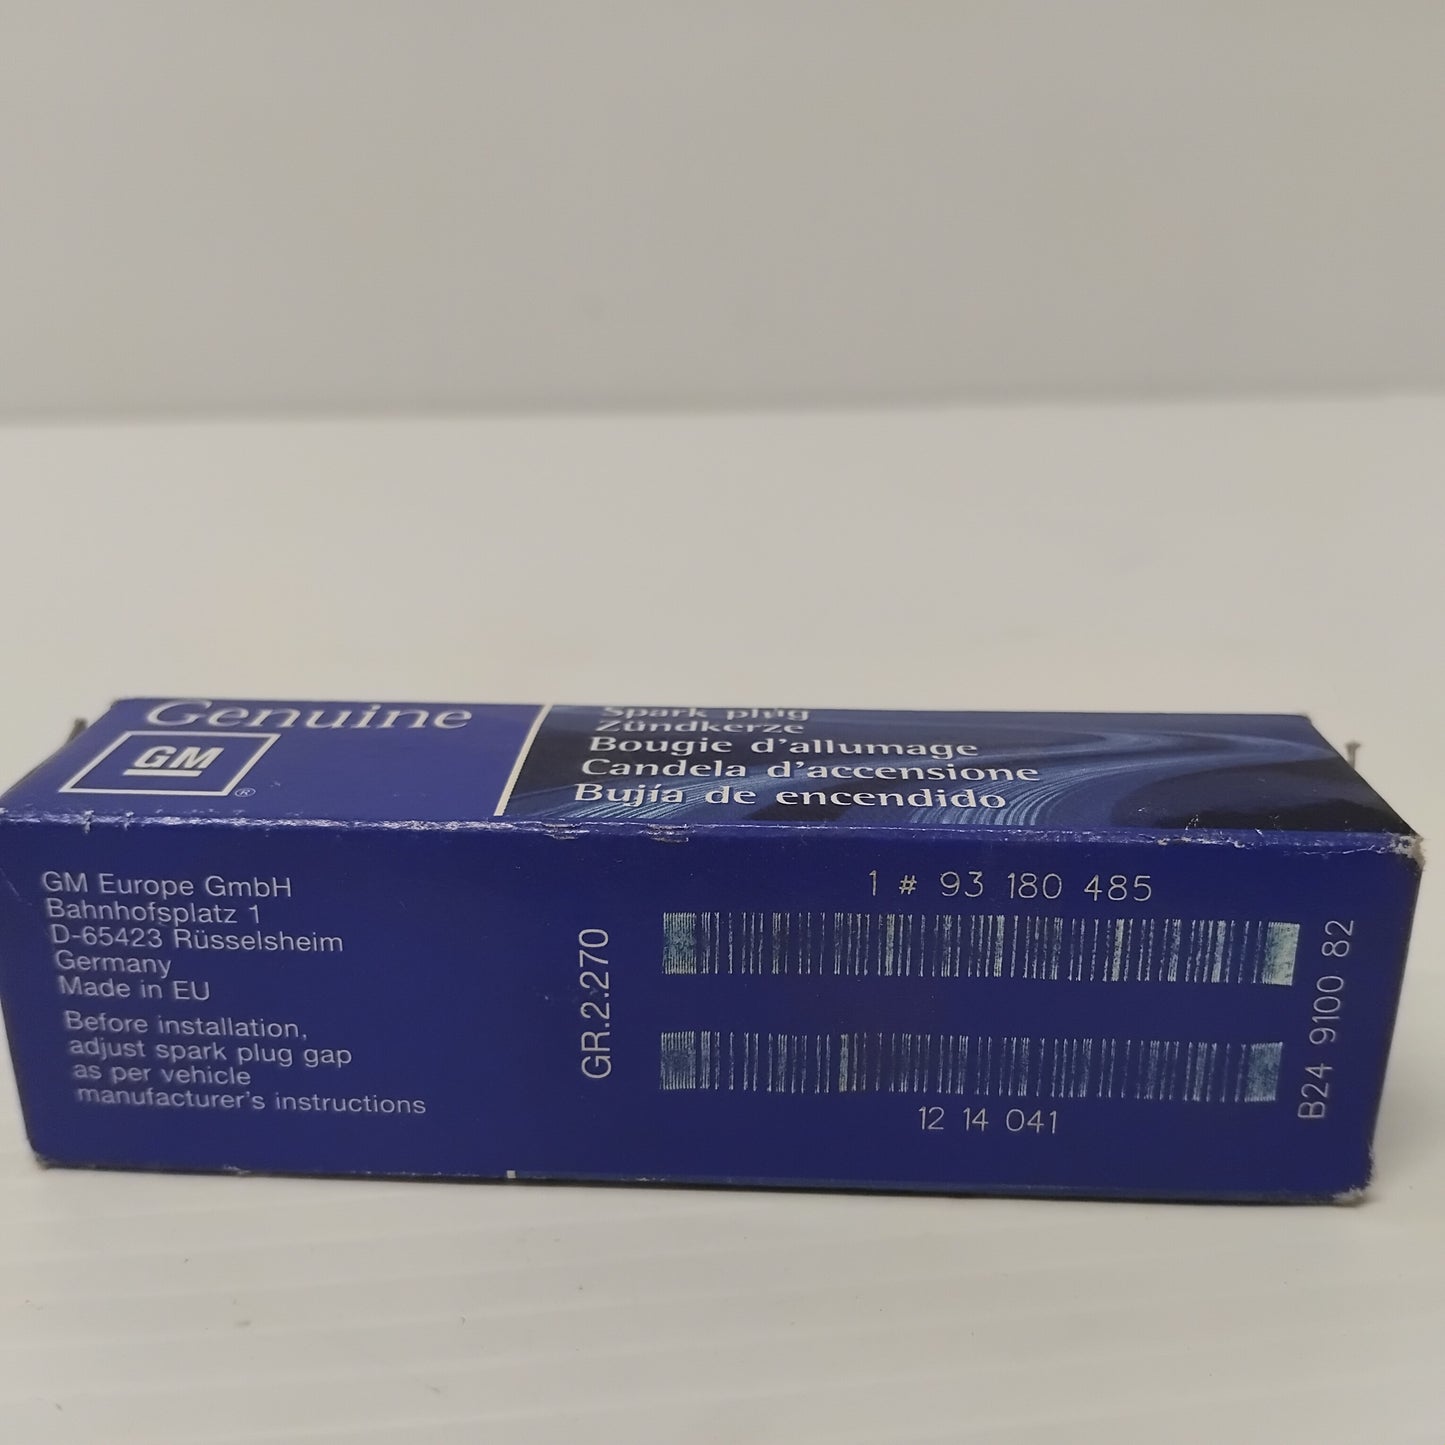 Genuine
GM
®
Spark plug
Zündkerze
Bougie d'allumage
Candela d'accensione
Bujía de encendido
GM Europe GmbH
Bahnhofsplatz 1
D-65423 Rüsselsheim
Germany
Made in EU
Before installation,
adjust spark plug gap
as per vehicle
manufacturer's instructions
GR.2.270
1 # 93 180 485
12 14 041
B24 9100 82